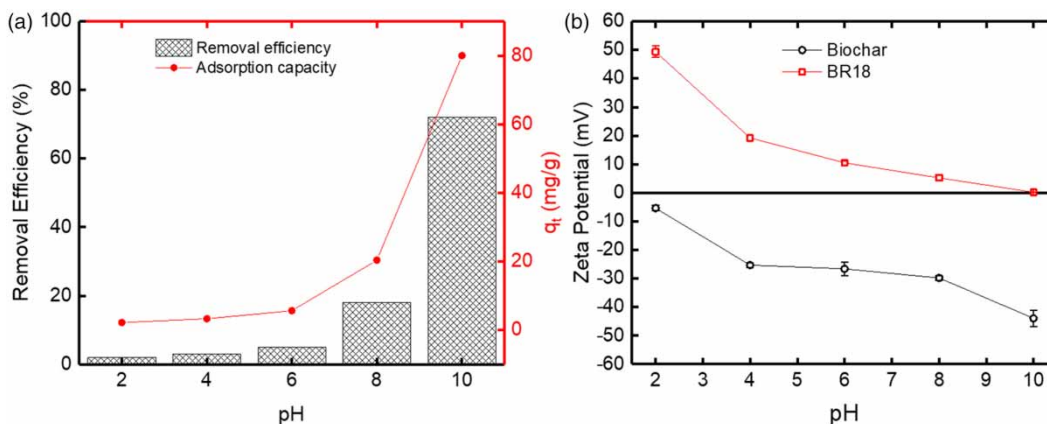 (a)
Removal efficiency
Adsorption capacity
Removal Efficiency (%)
100
80
60
40
20
0
80
60
40
20
0
qt (mg/g)
2 4 6 8 10
pH
(b)
Biochar
BR18
Zeta Potential (mV)
60
50
40
30
20
10
0
-10
-20
-30
-40
-50
-60
2 3 4 5 6 7 8 9 10
pH